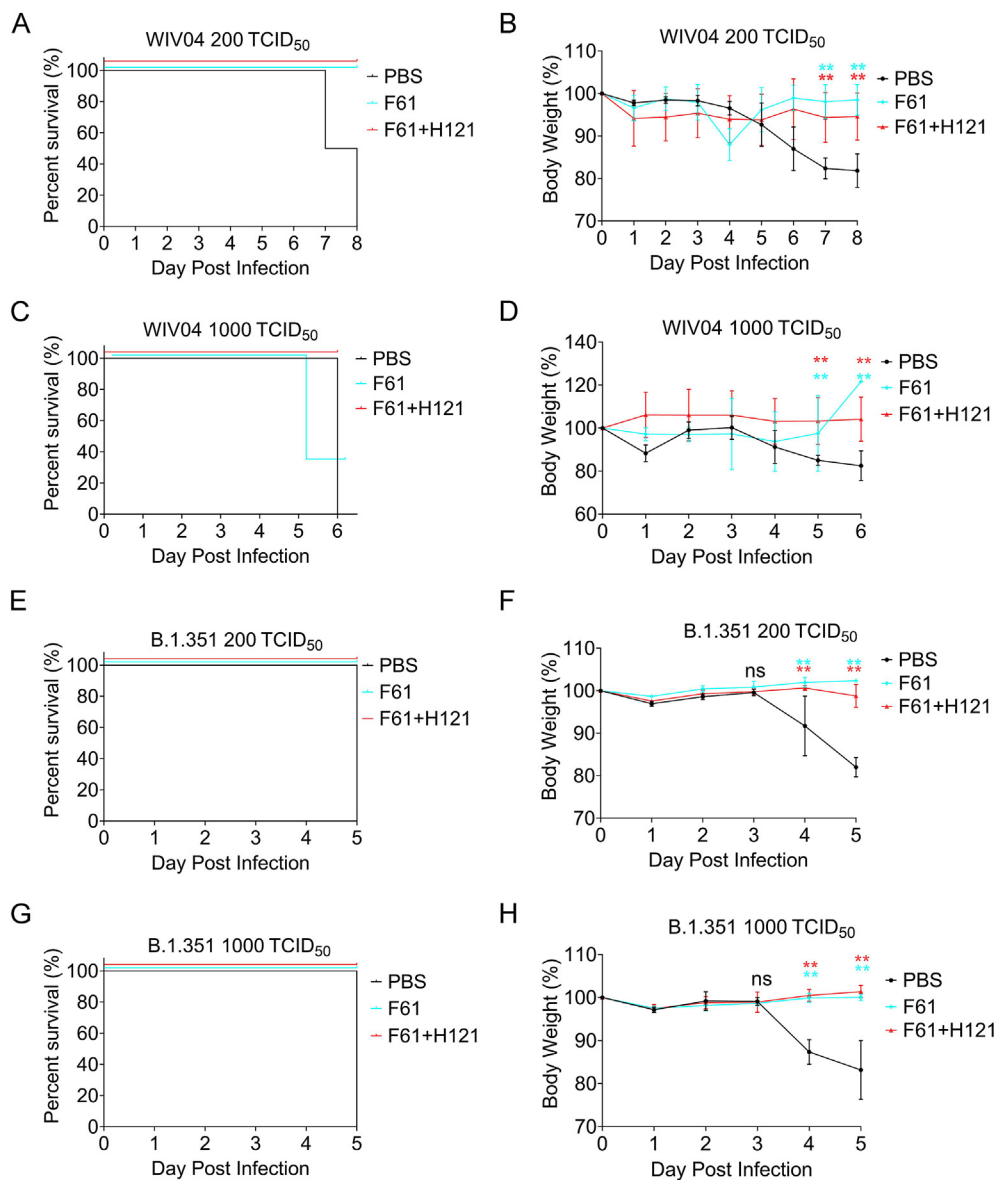 A
WIV04 200 TCID50
Percent survival (%)
100
80
60
40
20
0
0 1 2 3 4 5 6 7 8
Day Post Infection
PBS
F61
F61+H121
B
WIV04 200 TCID50
Body Weight (%)
110
100
90
80
70
** **
** **
0 1 2 3 4 5 6 7 8
Day Post Infection
PBS
F61
F61+H121
C
WIV04 1000 TCID50
Percent survival (%)
100
80
60
40
20
0
0 1 2 3 4 5 6
Day Post Infection
PBS
F61
F61+H121
D
WIV04 1000 TCID50
Body Weight (%)
140
120
100
80
60
** **
** **
0 1 2 3 4 5 6
Day Post Infection
PBS
F61
F61+H121
E
B.1.351 200 TCID50
Percent survival (%)
100
80
60
40
20
0
0 1 2 3 4 5
Day Post Infection
PBS
F61
F61+H121
F
B.1.351 200 TCID50
Body Weight (%)
110
100
90
80
70
ns ** **
** **
0 1 2 3 4 5
Day Post Infection
PBS
F61
F61+H121
G
B.1.351 1000 TCID50
Percent survival (%)
100
80
60
40
20
0
0 1 2 3 4 5
Day Post Infection
PBS
F61
F61+H121
H
B.1.351 1000 TCID50
Body Weight (%)
110
100
90
80
70
ns ** **
** **
0 1 2 3 4 5
Day Post Infection
PBS
F61
F61+H121